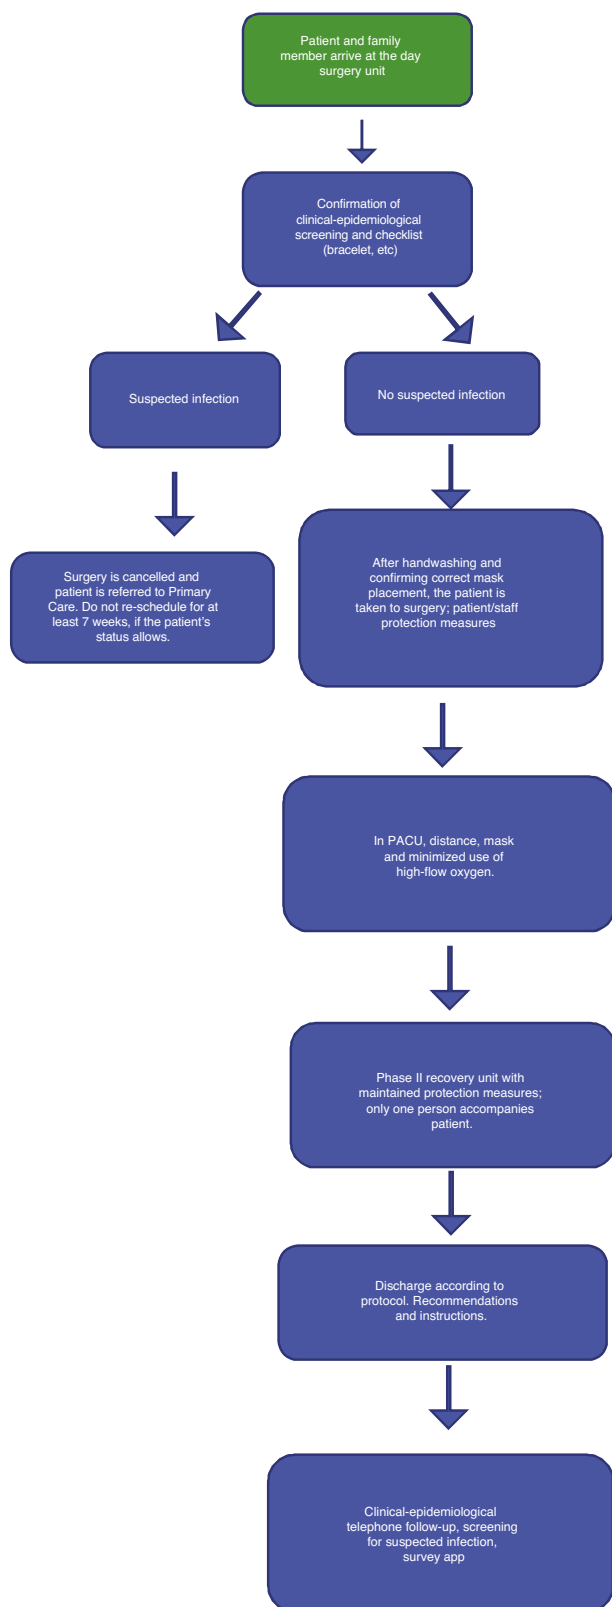 Patient and family
member arrive at the day
surgery unit
Confirmation of
clinical-epidemiological
screening and checklist
(bracelet, etc)
Suspected infection
No suspected infection
Surgery is cancelled and
patient is referred to Primary
Care. Do not re-schedule for at
least 7 weeks, if the patient's
status allows.
After handwashing and
confirming correct mask
placement, the patient is
taken to surgery; patient/staff
protection measures
In PACU, distance, mask
and minimized use of
high-flow oxygen.
Phase II recovery unit with
maintained protection measures;
only one person accompanies
patient.
Discharge according to
protocol. Recommendations
and instructions.
Clinical-epidemiological
telephone follow-up, screening
for suspected infection,
survey app